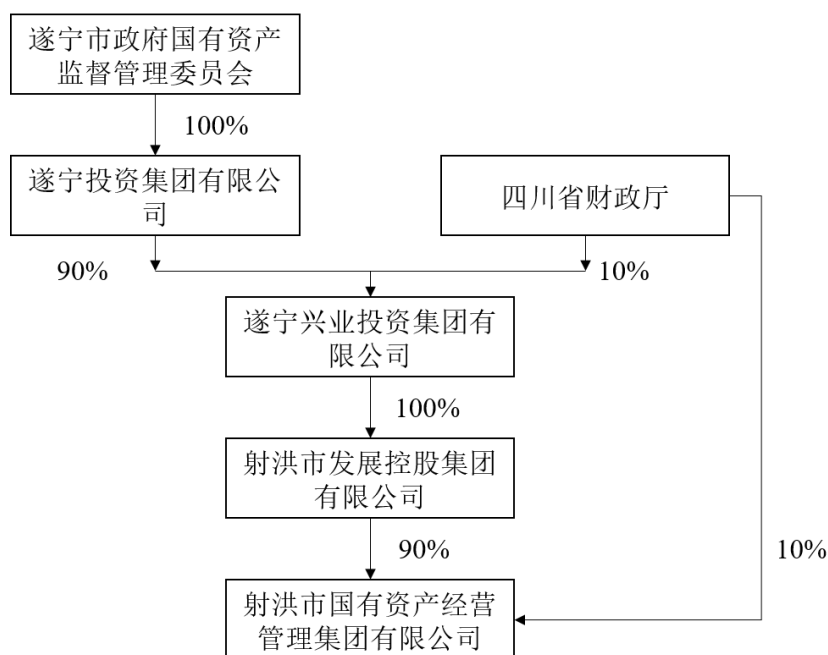 遂宁市政府国有资产
监督管理委员会
100%
遂宁投资集团有限公
司
四川省财政厅
90%
10%
遂宁兴业投资集团有
限公司
100%
射洪市发展控股集团
有限公司
90%
10%
射洪市国有资产经营
管理集团有限公司